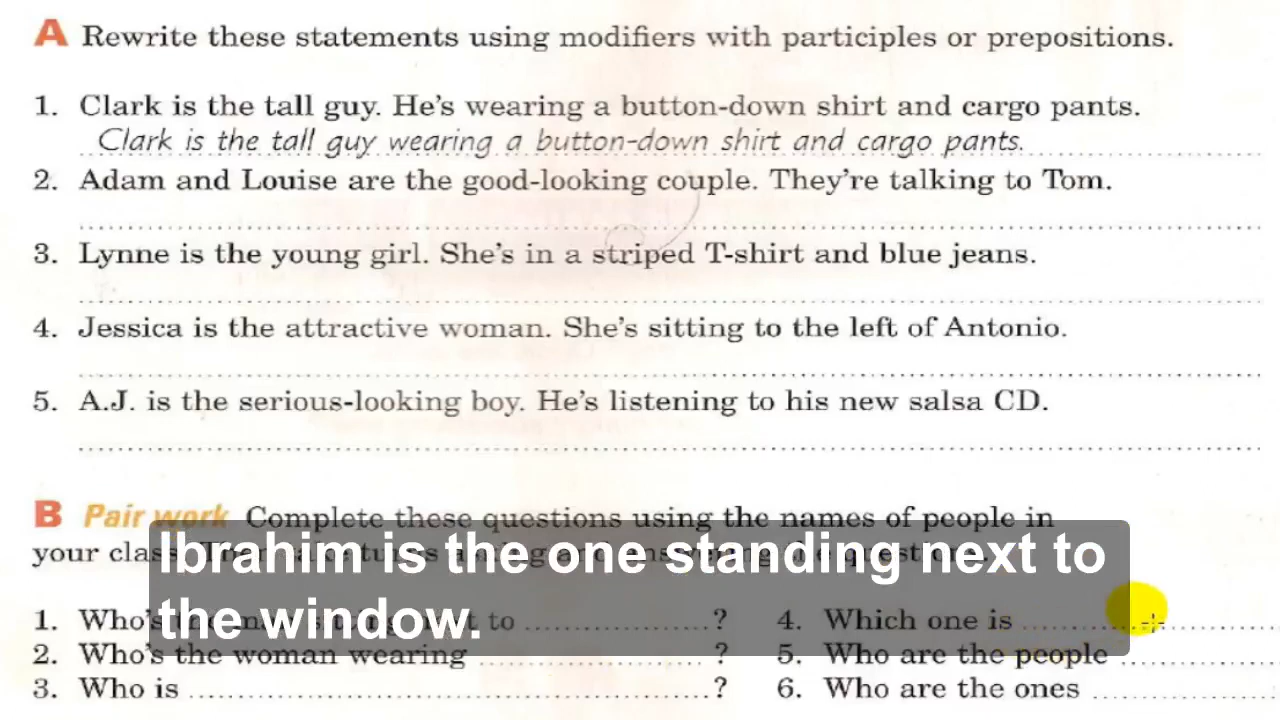 A Rewrite these statements using modifiers with participles or prepositions.
1. Clark is the tall guy. He's wearing a button-down shirt and cargo pants.
Clark is the tall guy wearing a button-down shirt and cargo pants.
2. Adam and Louise are the good-looking couple. They're talking to Tom.
3. Lynne is the young girl. She's in a striped T-shirt and blue jeans.
4. Jessica is the attractive woman. She's sitting to the left of Antonio.
5. A.J. is the serious-looking boy. He's listening to his new salsa CD.
B Pair work Complete these questions using the names of people in
your class.
Ibrahim is the one standing next to
the window.
1. Who's the to ?
2. Who's the woman wearing ?
3. Who is ?
4. Which one is
5. Who are the people
6. Who are the ones